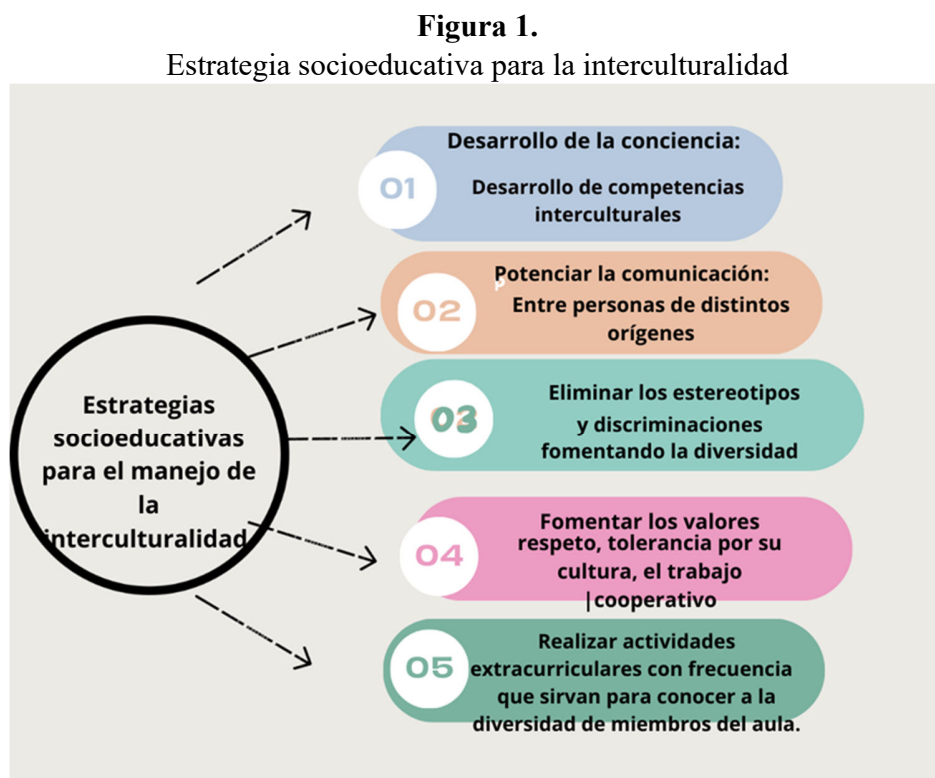 Figura 1.
Estrategia socioeducativa para la interculturalidad
Estrategias
socioeducativas
para el manejo de
la
interculturalidad
01
Desarrollo de la conciencia:
Desarrollo de competencias
interculturales
02
Potenciar la comunicación:
P
Entre personas de distintos
orígenes
03
Eliminar los estereotipos
y discriminaciones
fomentando la diversidad
04
Fomentar los valores
respeto, tolerancia por su
cultura, el trabajo
|cooperativo
05
Realizar actividades
extracurriculares con frecuencia
que sirvan para conocer a la
diversidad de miembros del aula.